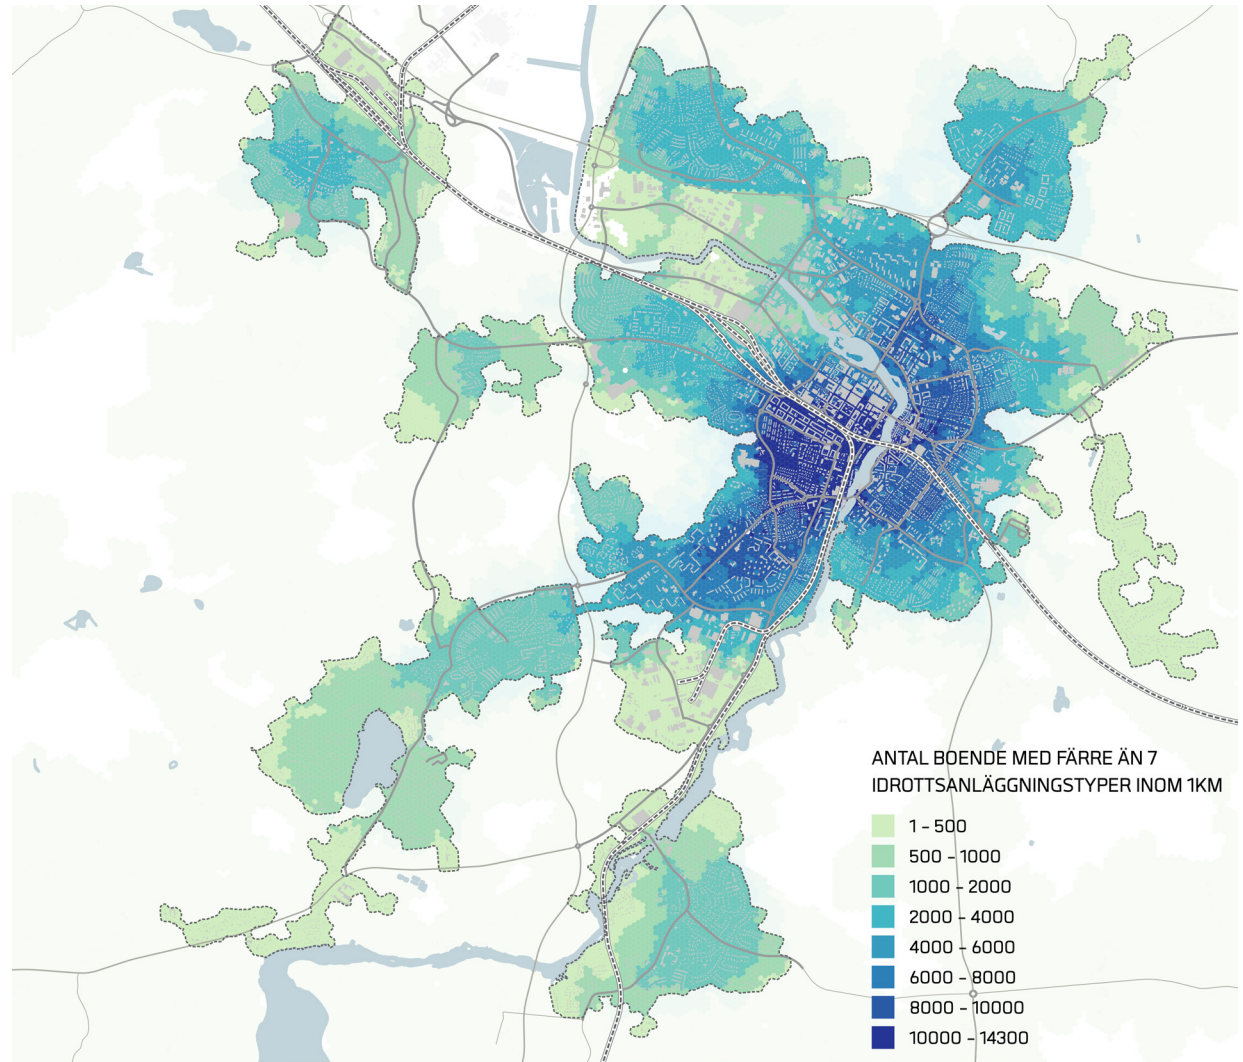 ANTAL BOENDE MED FÄRRE ÄN 7
IDROTTSANLÄGGNINGSTYPER INOM 1KM
1 – 500
500 – 1000
1000 – 2000
2000 – 4000
4000 – 6000
6000 – 8000
8000 – 10000
10000 – 14300